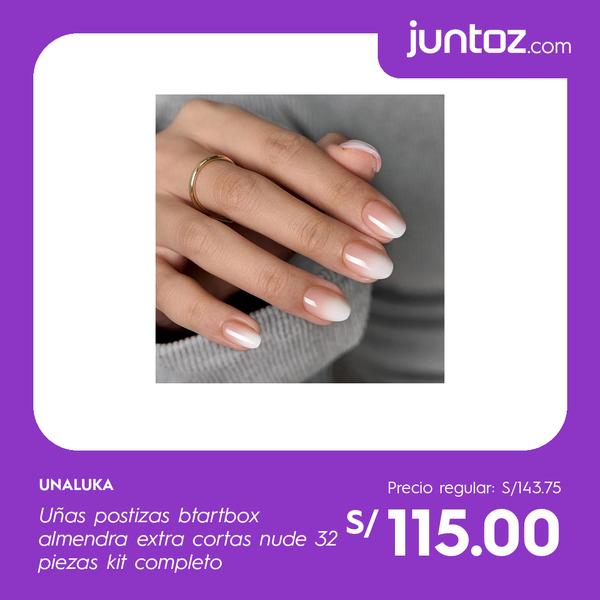 juntoz.com
UNALUKA
Uñas postizas btartbox
almendra extra cortas nude 32
piezas kit completo
Precio regular: S/143.75
S/ 115.00